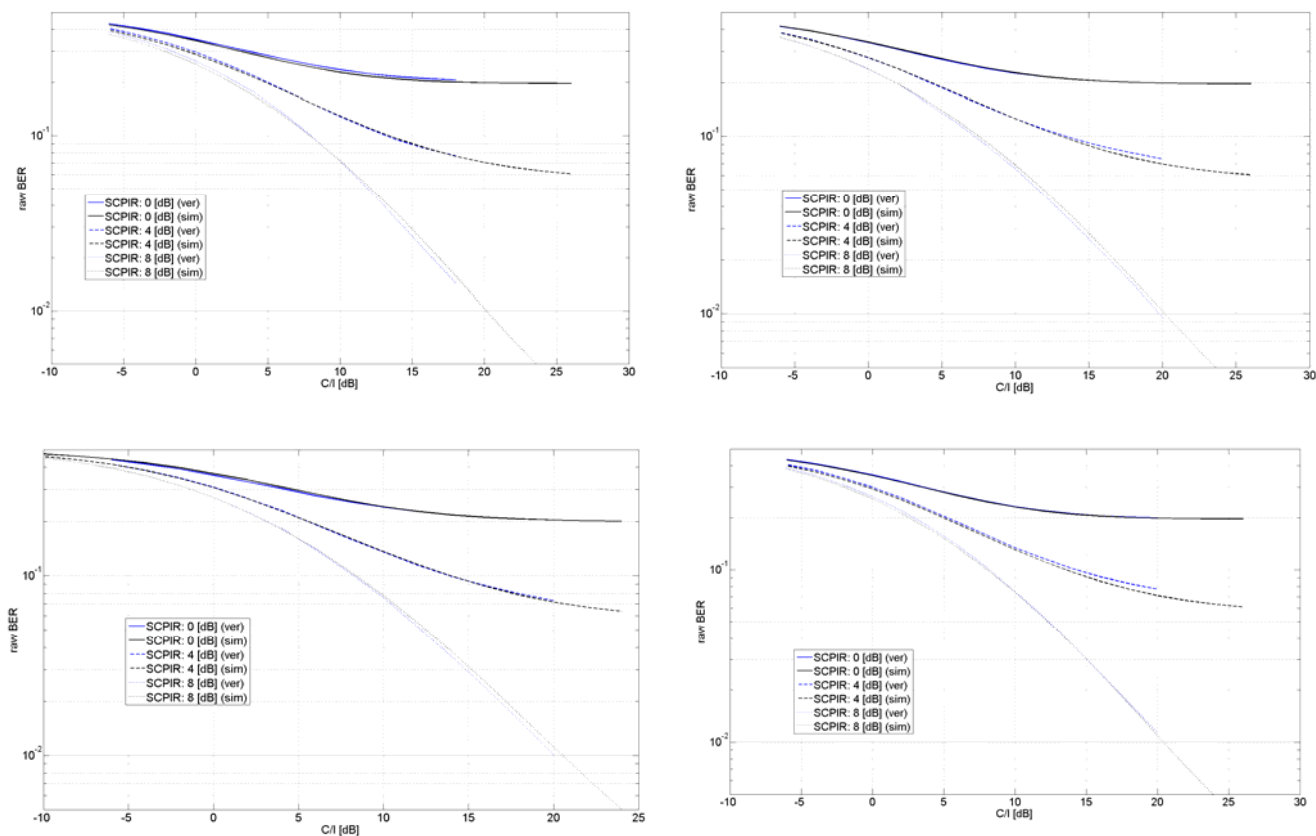 raw BER
10^-1
10^-2
SCPIR: 0 [dB] (ver)
SCPIR: 0 [dB] (sim)
SCPIR: 4 [dB] (ver)
SCPIR: 4 [dB] (sim)
SCPIR: 8 [dB] (ver)
SCPIR: 8 [dB] (sim)
-10 -5 0 5 10 15 20 25 30
C/I [dB]
raw BER
10^-1
10^-2
SCPIR: 0 [dB] (ver)
SCPIR: 0 [dB] (sim)
SCPIR: 4 [dB] (ver)
SCPIR: 4 [dB] (sim)
SCPIR: 8 [dB] (ver)
SCPIR: 8 [dB] (sim)
-10 -5 0 5 10 15 20 25 30
C/I [dB]
raw BER
10^-1
10^-2
SCPIR: 0 [dB] (ver)
SCPIR: 0 [dB] (sim)
SCPIR: 4 [dB] (ver)
SCPIR: 4 [dB] (sim)
SCPIR: 8 [dB] (ver)
SCPIR: 8 [dB] (sim)
-10 -5 0 5 10 15 20 25
C/I [dB]
raw BER
10^-1
10^-2
SCPIR: 0 [dB] (ver)
SCPIR: 0 [dB] (sim)
SCPIR: 4 [dB] (ver)
SCPIR: 4 [dB] (sim)
SCPIR: 8 [dB] (ver)
SCPIR: 8 [dB] (sim)
-10 -5 0 5 10 15 20 25 30
C/I [dB]